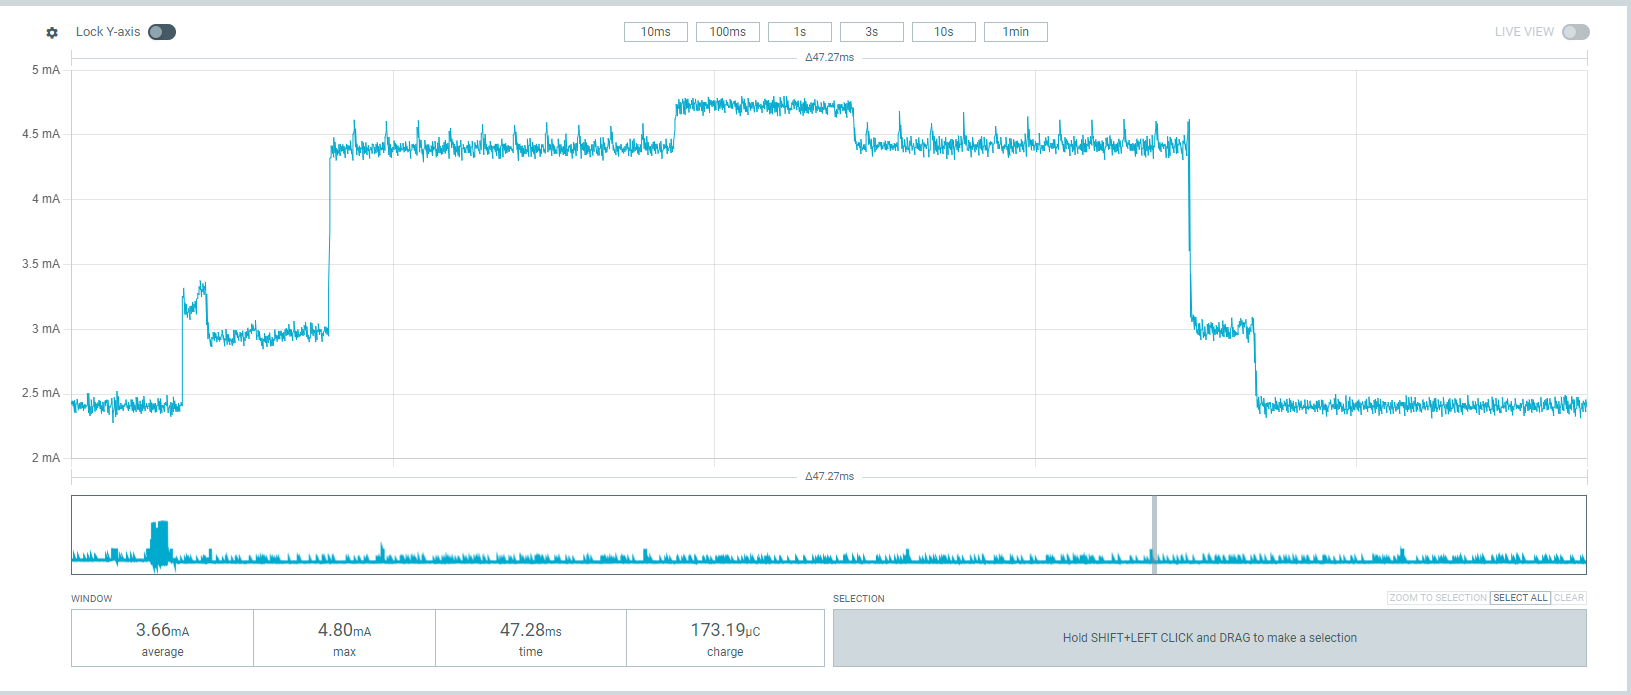 Lock Y-axis 10ms 100ms 1s 3s 10s 1min LIVE VIEW
Δ47.27ms
5 mA
4.5 mA
4 mA
3.5 mA
3 mA
2.5 mA
2 mA
Δ47.27ms
WINDOW SELECTION ZOOM TO SELECTION SELECT ALL CLEAR
3.66mA 4.80mA 47.28ms 173.19μC
average max time charge
Hold SHIFT+LEFT CLICK and DRAG to make a selection